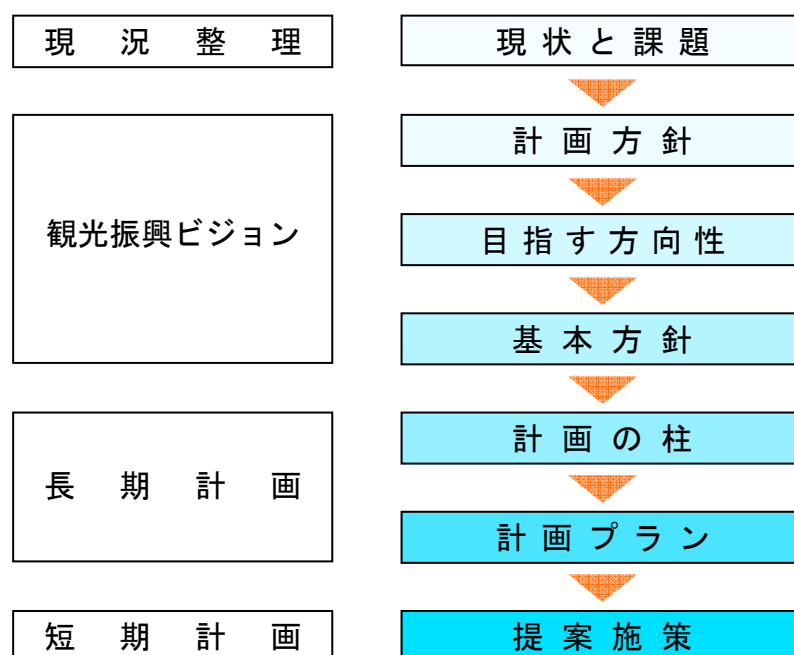 現況整理
現状と課題
観光振興ビジョン
計画方針
目指す方向性
基本方針
長期計画
計画の柱
計画プラン
短期計画
提案施策